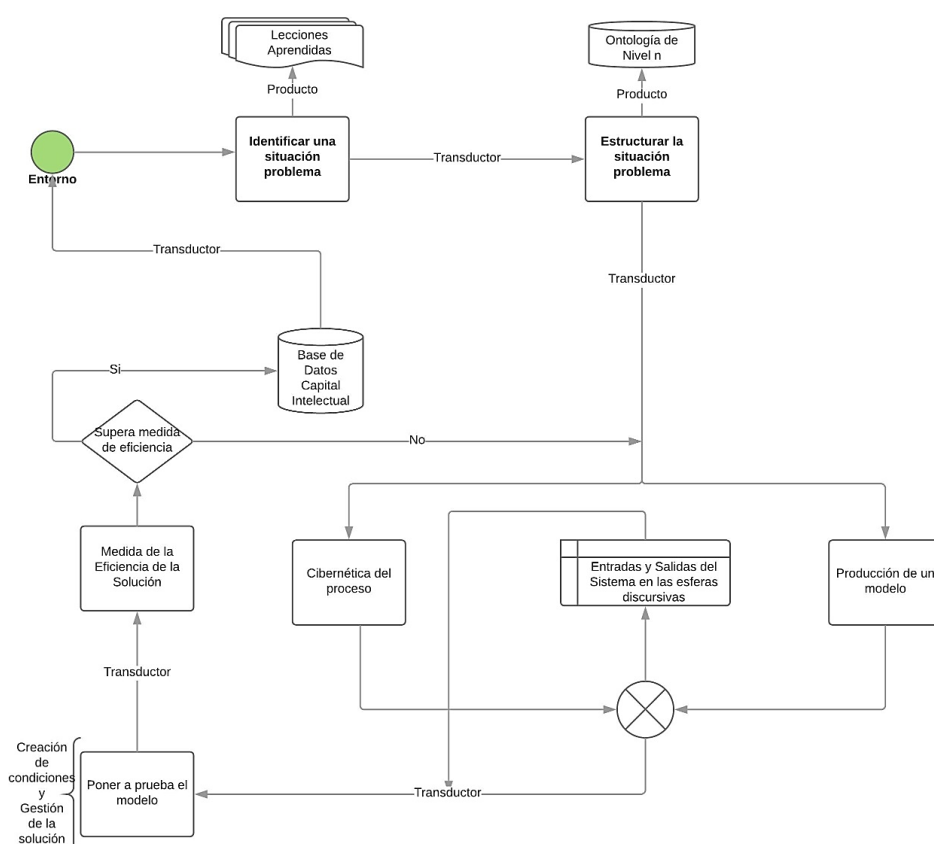 Lecciones
Aprendidas
Ontología de
Nivel n
Producto
Producto
Identificar una
situación
problema
Transductor
Estructurar la
situación
problema
Entorno
Transductor
Transductor
Base de
Datos
Capital
Intelectual
Si
Supera medida
de eficiencia
No
Medida de la
Eficiencia de la
Solución
Cibernética del
proceso
Entradas y Salidas del
Sistema en las esferas
discursivas
Producción de un
modelo
Transductor
Creación
de
condiciones
y
Gestión
de la
solución
Poner a prueba el
modelo
Transductor